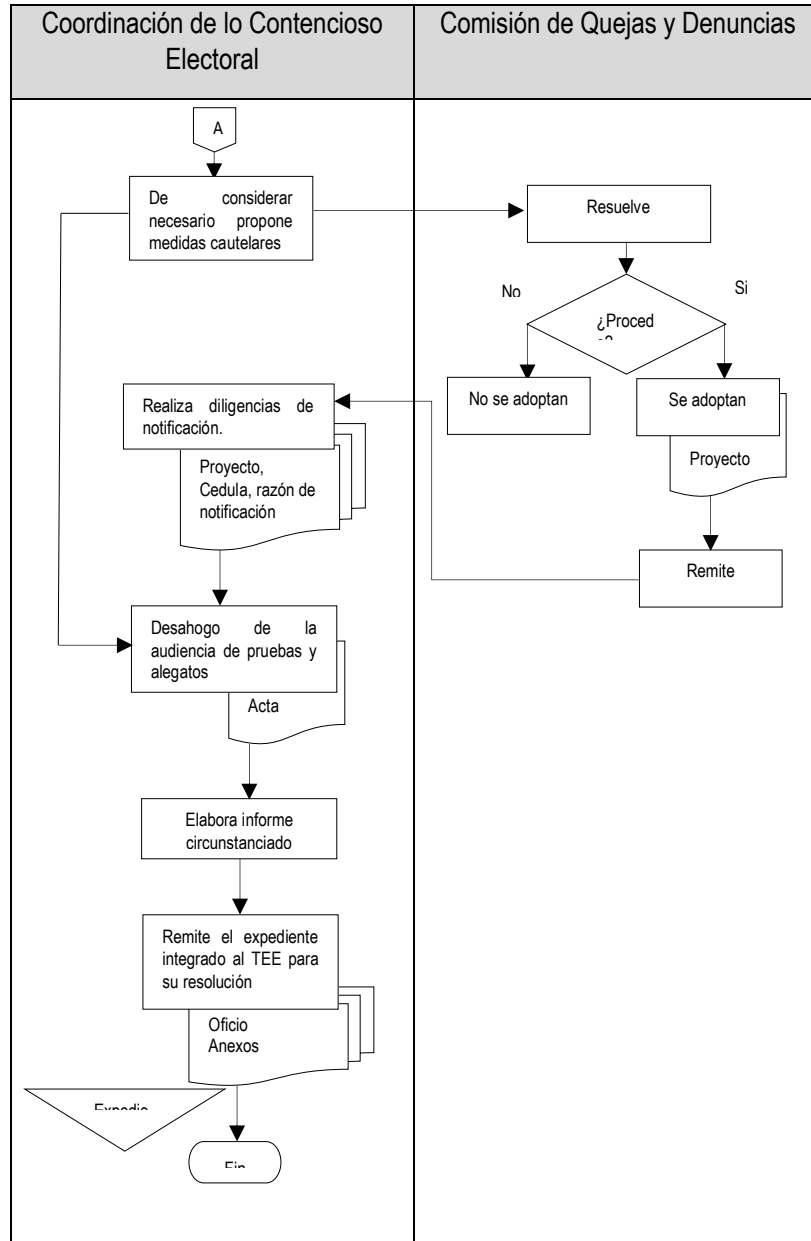 Coordinación de lo Contencioso
Electoral
Comisión de Quejas y Denuncias
A
De considerar
necesario propone
medidas cautelares
Resuelve
No
Si
¿Proced
No se adoptan
Se adoptan
Proyecto
Realiza diligencias de
notificación.
Proyecto,
Cedula, razón de
notificación
Remite
Desahogo de la
audiencia de pruebas y
alegatos
Acta
Elabora informe
circunstanciado
Remite el expediente
integrado al TEE para
su resolución
Oficio
Anexos
Fin